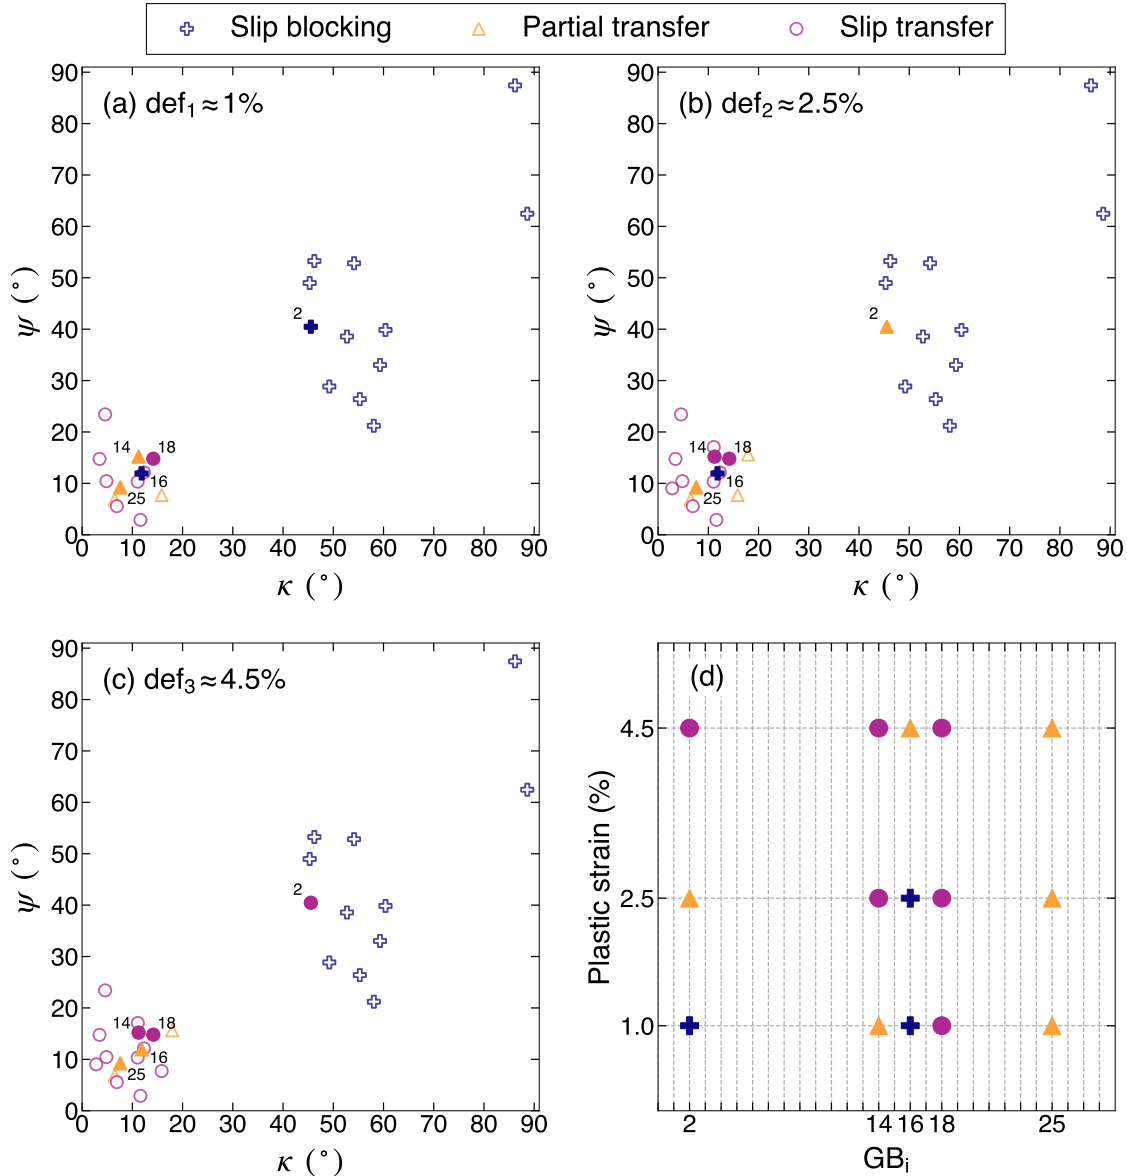 Slip blocking Partial transfer Slip transfer
(a) def1 ≈ 1%
90
80
70
60
50
40
30
20
10
0
ψ (°)
2
14
18
16
25
0 10 20 30 40 50 60 70 80 90
κ (°)
(b) def2 ≈ 2.5%
90
80
70
60
50
40
30
20
10
0
ψ (°)
2
14
18
16
25
0 10 20 30 40 50 60 70 80 90
κ (°)
(c) def3 ≈ 4.5%
90
80
70
60
50
40
30
20
10
0
ψ (°)
2
14
18
16
25
0 10 20 30 40 50 60 70 80 90
κ (°)
(d)
4.5
2.5
1.0
Plastic strain (%)
2 14 16 18 25
GBi